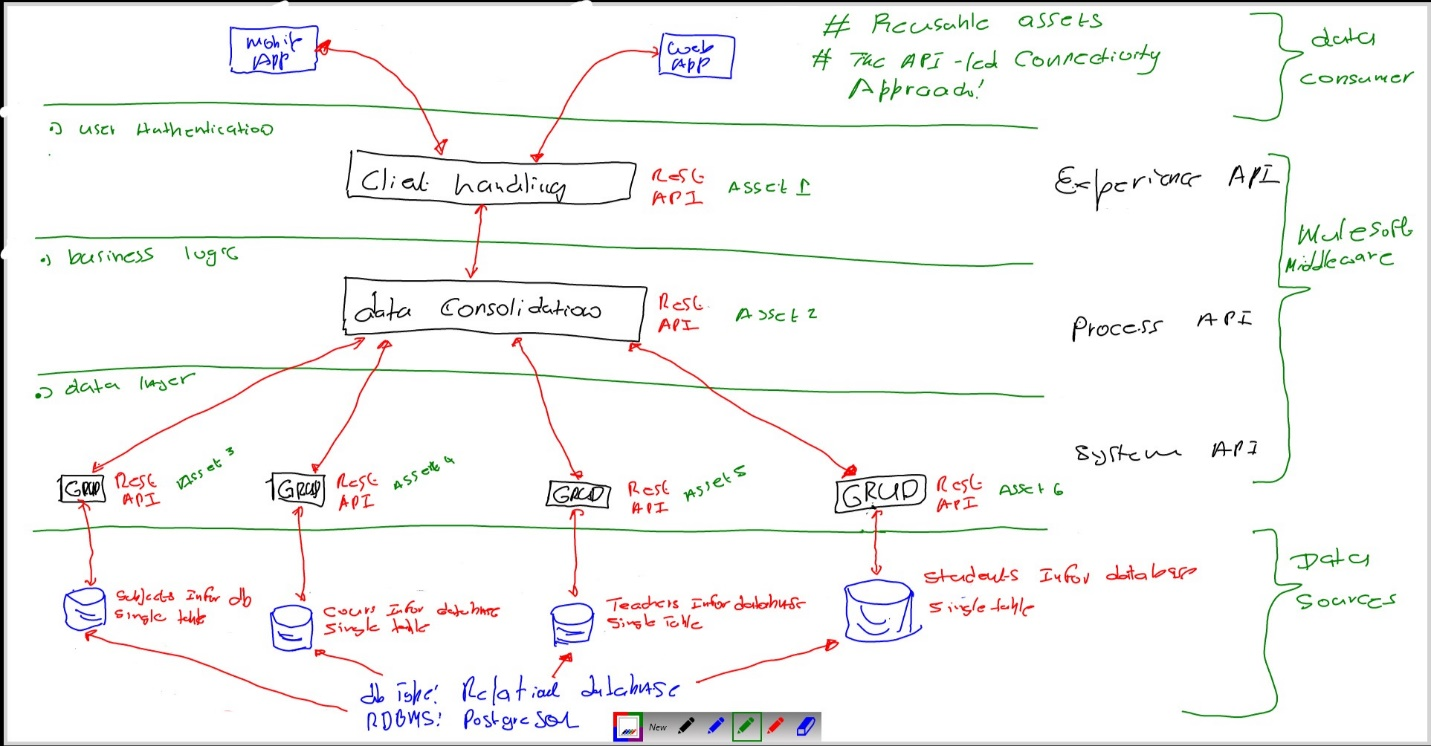 Mobile
APP
Web
APP
# Reusable assets
# The API-led Connectivity
Approach!
data
consumer
•) user Authentication
Client handling
Rest
API
Asset 1
Experience API
Mulesoft
Middleware
•) business logic
data Consolidation
Rest
API
Asset 2
Process API
•) data layer
System API
CRUD
Rest
API
Asset 3
CRUD
Rest
API
Asset 4
CRUD
Rest
API
Asset 5
CRUD
Rest
API
Asset 6
Subjects Infor db
Single table
Cours Infor database
Single table
Teachers Infor database
Single Table
Students Infor database
Single table
Data
Sources
db Type:
RDBMS: PostgreSQL
New